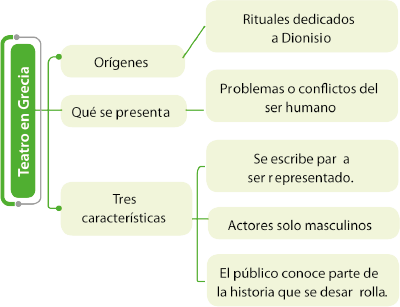 Teatro en Grecia
Orígenes
Rituales dedicados
a Dionisio
Qué se presenta
Problemas o conflictos del
ser humano
Tres
características
Se escribe par a
ser r epresentado.
Actores solo masculinos
El público conoce parte de
la historia que se desar rolla.